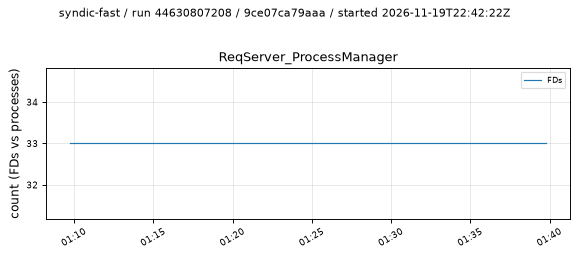 syndic-fast / run 44630807208 / 9ce07ca79aaa / started 2026-11-19T22:42:22Z
ReqServer_ProcessManager
FDs
count (FDs vs processes)
34
33
32
01:10
01:15
01:20
01:25
01:30
01:35
01:40